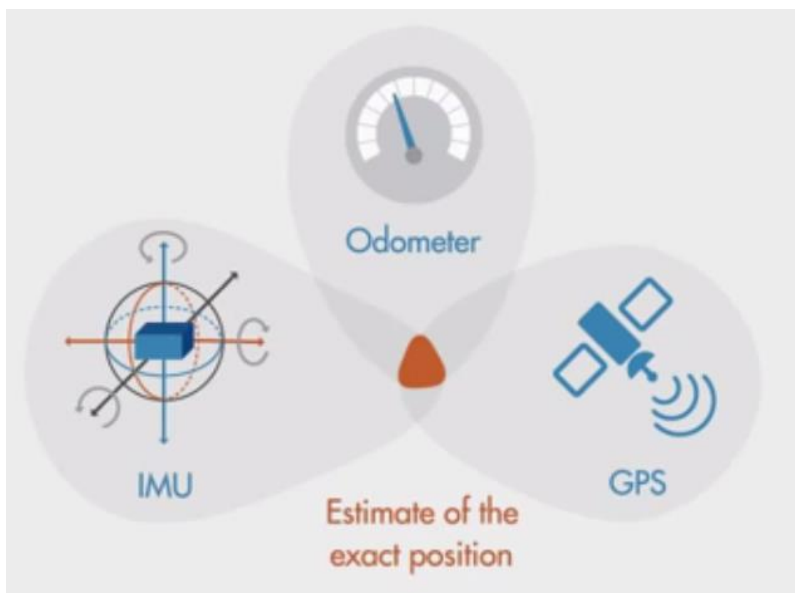 Odometer
IMU
GPS
Estimate of the
exact position